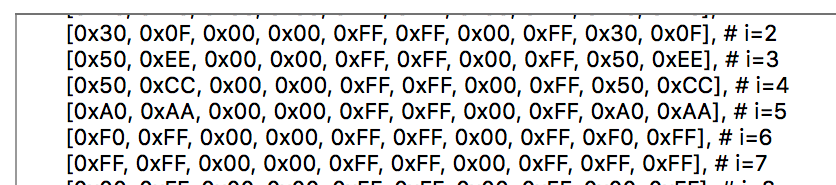 [0x30, 0x0F, 0x00, 0x00, 0xFF, 0xFF, 0x00, 0xFF, 0x30, 0x0F], # i=2
[0x50, 0xEE, 0x00, 0x00, 0xFF, 0xFF, 0x00, 0xFF, 0x50, 0xEE], # i=3
[0x50, 0xCC, 0x00, 0x00, 0xFF, 0xFF, 0x00, 0xFF, 0x50, 0xCC], # i=4
[0xA0, 0xAA, 0x00, 0x00, 0xFF, 0xFF, 0x00, 0xFF, 0xA0, 0xAA], # i=5
[0xF0, 0xFF, 0x00, 0x00, 0xFF, 0xFF, 0x00, 0xFF, 0xF0, 0xFF], # i=6
[0xFF, 0xFF, 0x00, 0x00, 0xFF, 0xFF, 0x00, 0xFF, 0xFF, 0xFF], # i=7